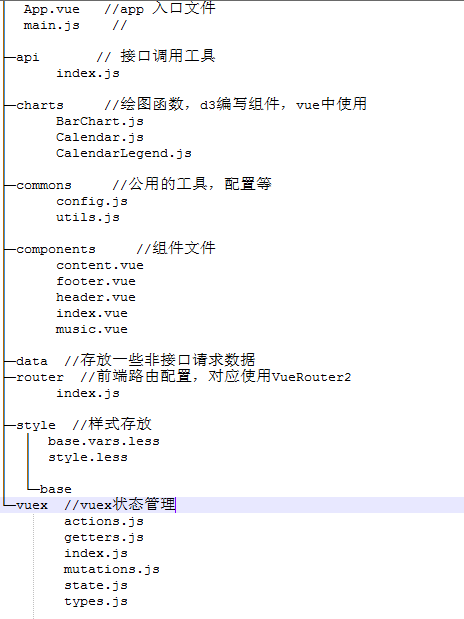 App.vue   //app 入口文件
main.js    //
├─api       // 接口调用工具
index.js
├─charts     //绘图函数，d3编写组件，vue中使用
BarChart.js
Calendar.js
CalendarLegend.js
├─commons     //公用的工具，配置等
config.js
utils.js
├─components     //组件文件
content.vue
footer.vue
header.vue
index.vue
music.vue
├─data  //存放一些非接口请求数据
├─router  //前端路由配置，对应使用VueRouter2
index.js
├─style  //样式存放
base.vars.less
style.less
└─base
└─vuex  //vuex状态管理
actions.js
getters.js
index.js
mutations.js
state.js
types.js